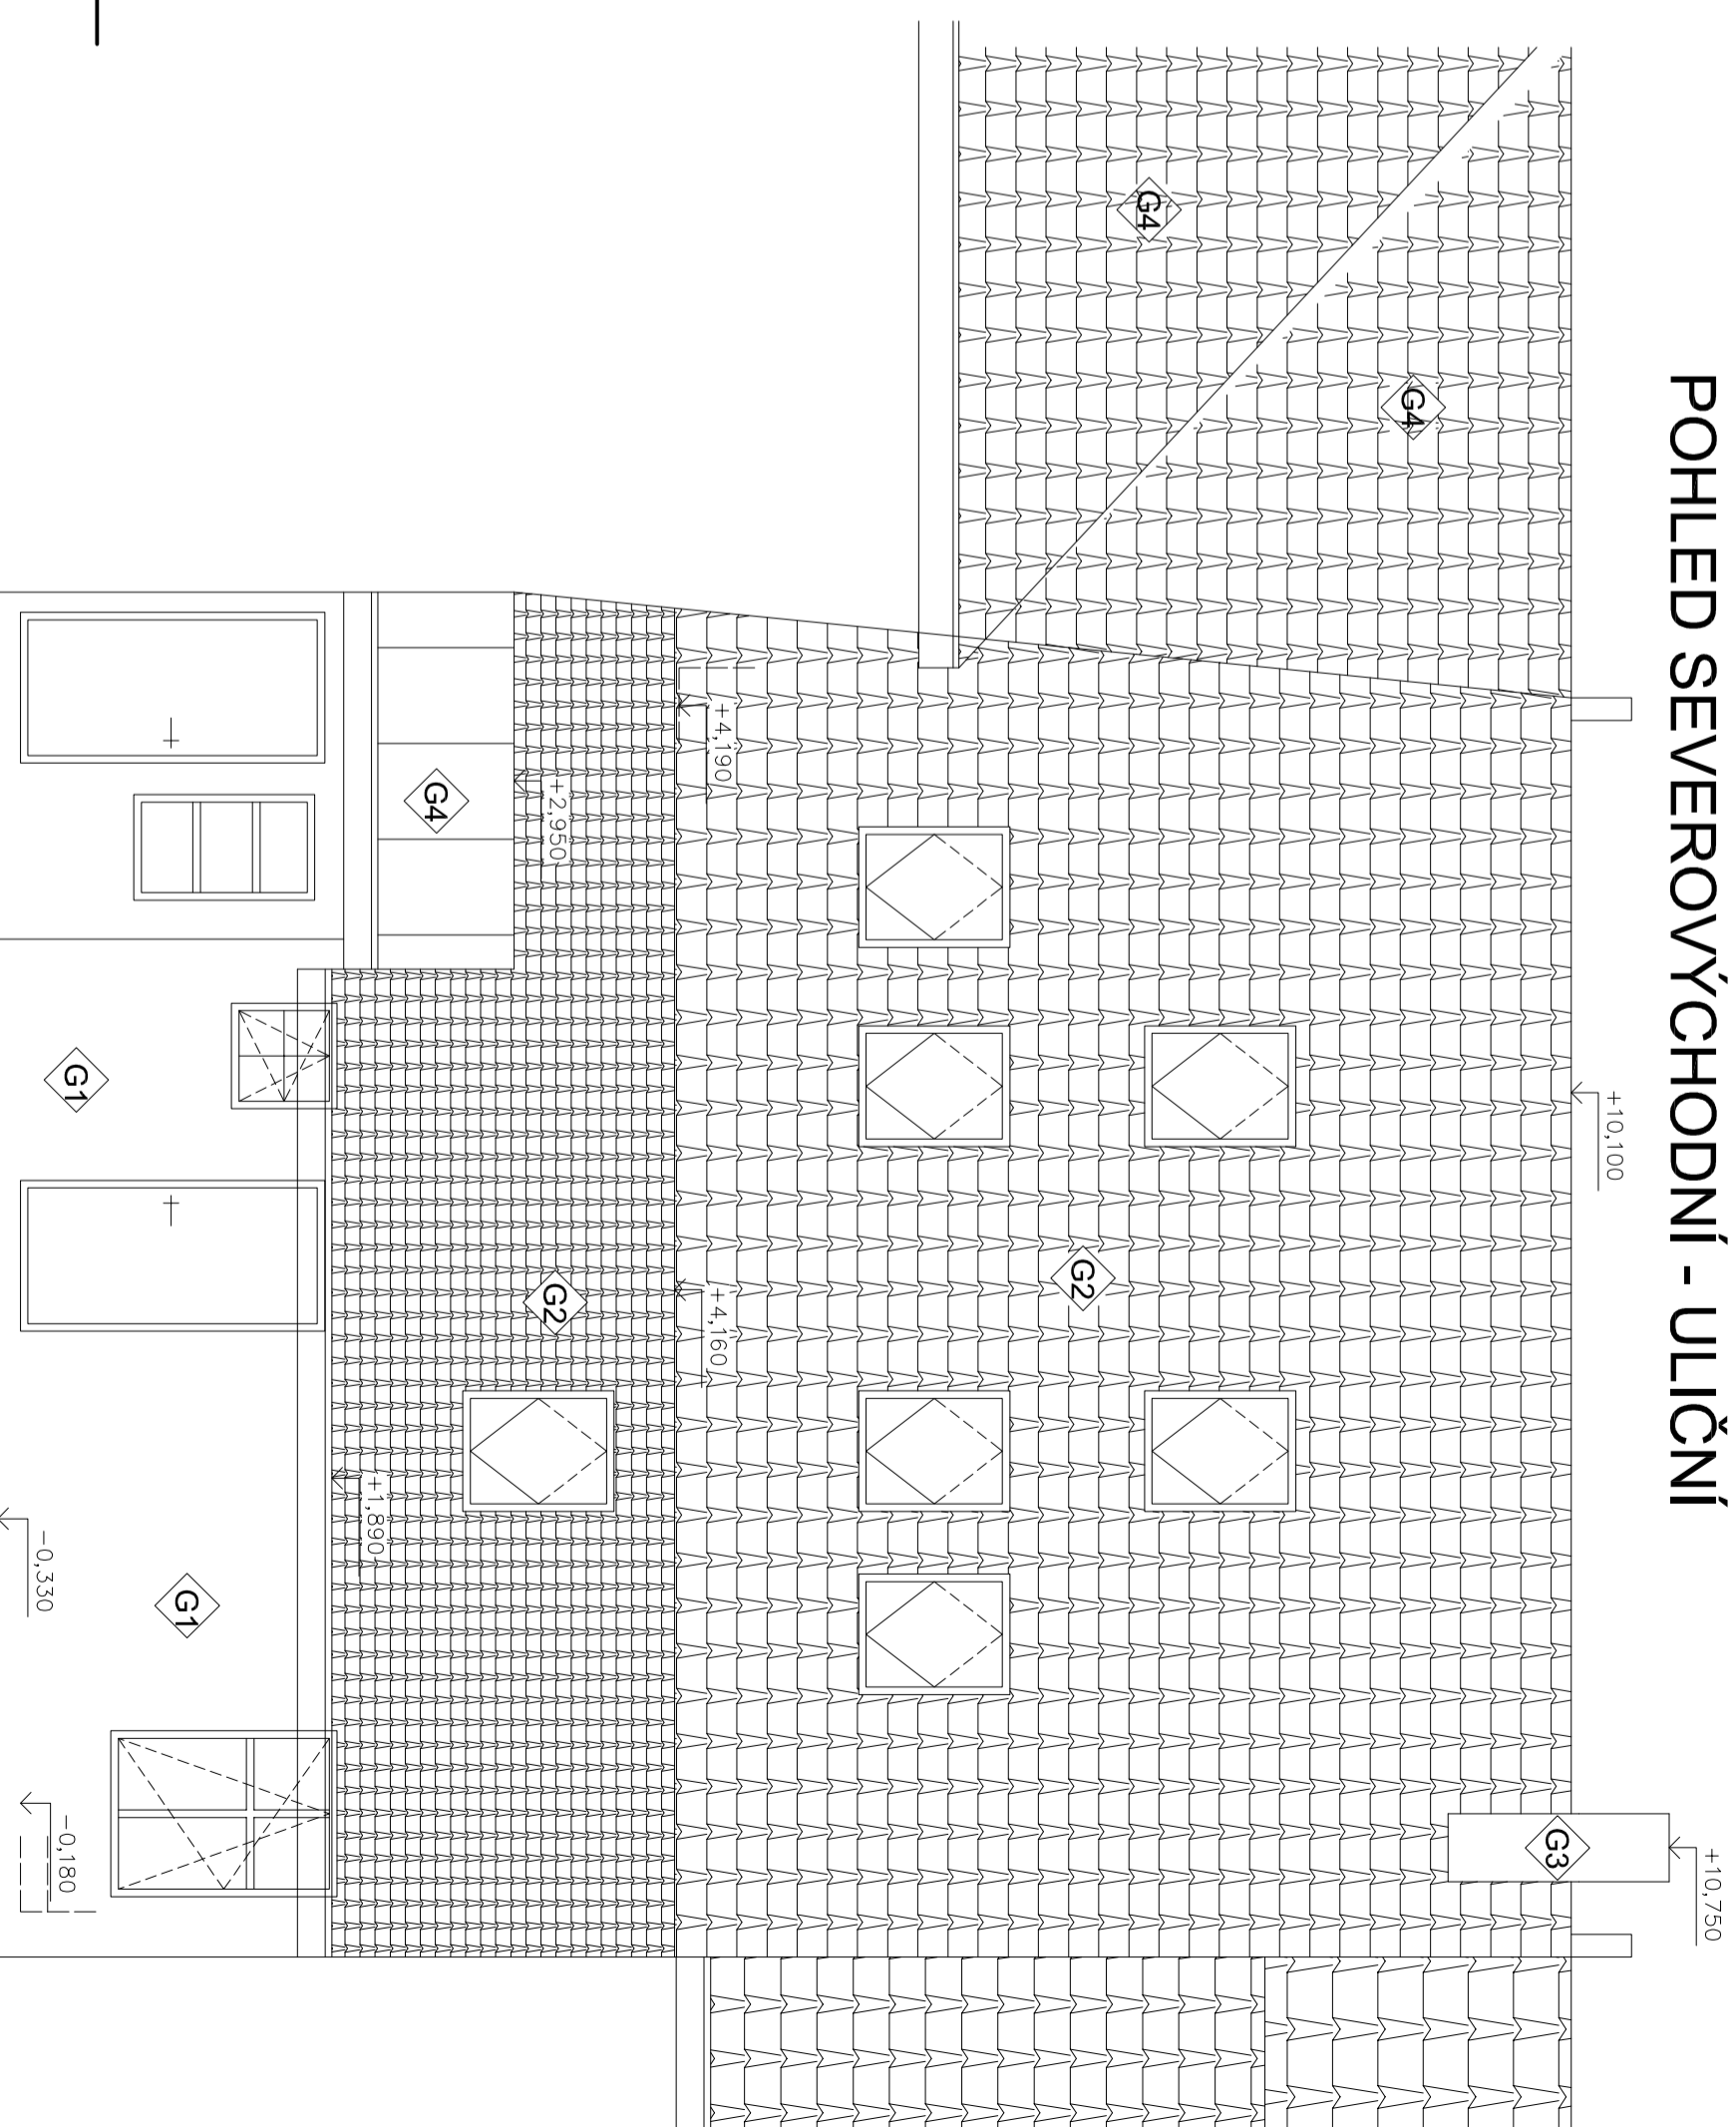 POHLED SEVEROVÝCHODNÍ - ULIČNÍ
+10,750
+10,100
G3
G4
G4
G2
+4,190
+4,160
+2,950
G2
G4
+1,890
G1
G1
-0,180
-0,330